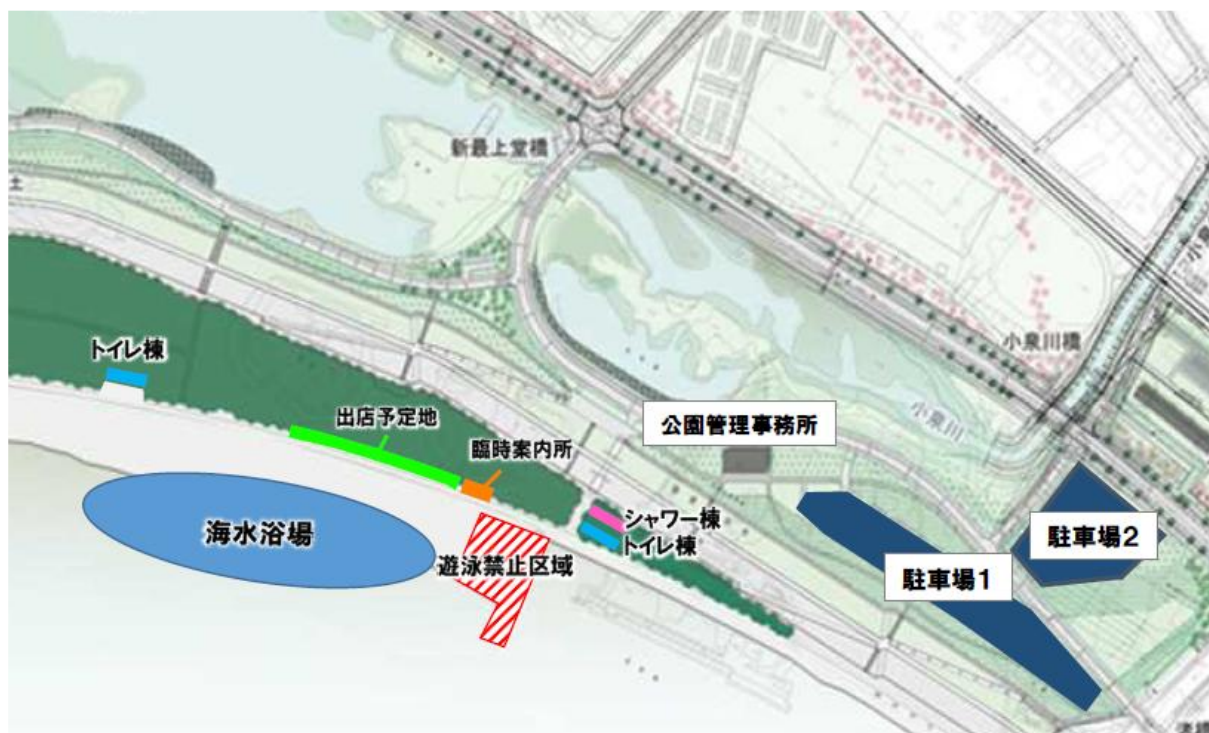 新最上堂橋
土
小泉川橋
トイレ棟
小泉川
出店予定地
公園管理事務所
臨時案内所
シャワー棟
トイレ棟
海水浴場
遊泳禁止区域
駐車場2
駐車場1